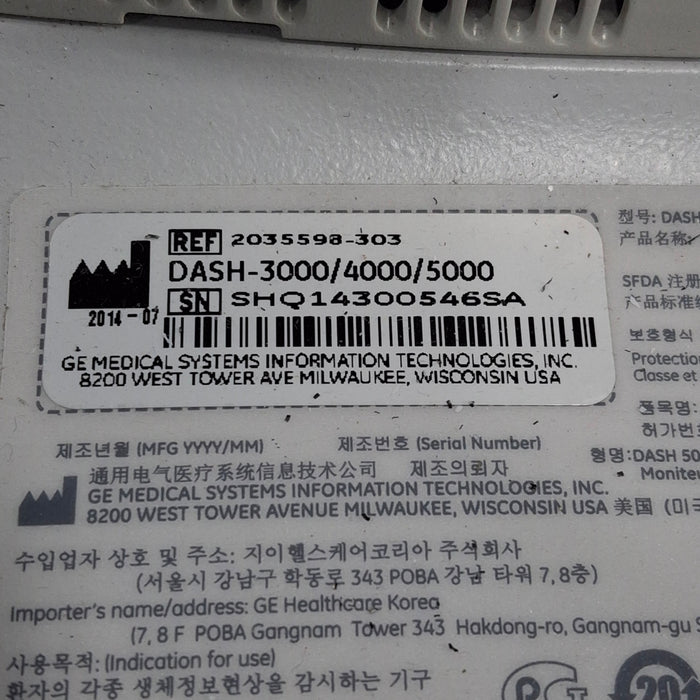 REF 2035598-303
DASH-3000/4000/5000
SN SHQ14300546SA
2014-07
GE MEDICAL SYSTEMS INFORMATION TECHNOLOGIES, INC.
8200 WEST TOWER AVE MILWAUKEE, WISCONSIN USA
型号: DASH
产品名称:
SFDA 注册
产品标准
보호형식
Protection
Classe et
품목명:
허가번호
형명: DASH 50
Moniteur
제조년월 (MFG YYYY/MM) 제조번호 (Serial Number)
通用电气医疗系统信息技术公司 제조의뢰자
GE MEDICAL SYSTEMS INFORMATION TECHNOLOGIES, INC.
8200 WEST TOWER AVENUE MILWAUKEE, WISCONSIN USA 美国 (미국
수입업자 상호 및 주소: 지이헬스케어코리아 주식회사
(서울시 강남구 학동로 343 POBA 강남 타워 7, 8층)
Importer's name/address: GE Healthcare Korea
(7, 8 F POBA Gangnam Tower 343 Hakdong-ro, Gangnam-gu S
사용목적: (Indication for use)
환자의 각종 생체정보현상을 감시하는 기구
20